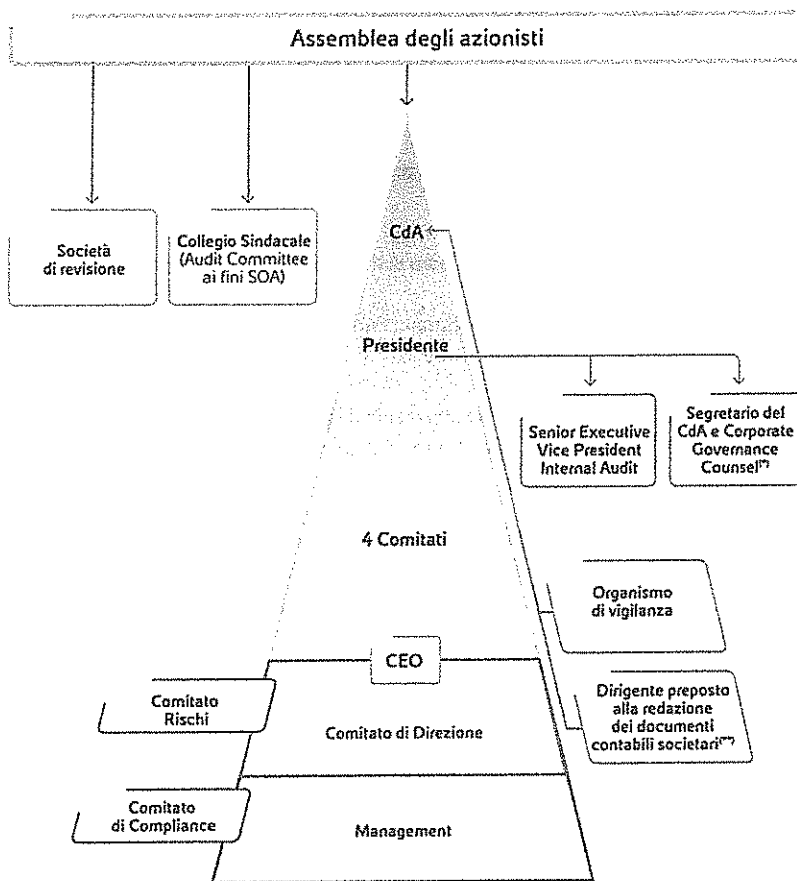 Assemblea degli azionisti
Società
di revisione
Collegio Sindacale
(Audit Committee
ai fini SOA)
CdA
Presidente
Senior Executive
Vice President
Internal Audit
Segretario del
CdA e Corporate
Governance
Counsel(*)
4 Comitati
Organismo
di vigilanza
CEO
Comitato
Rischi
Comitato di Direzione
Dirigente preposto
alla redazione
dei documenti
contabili societari(**)
Comitato
di Compliance
Management